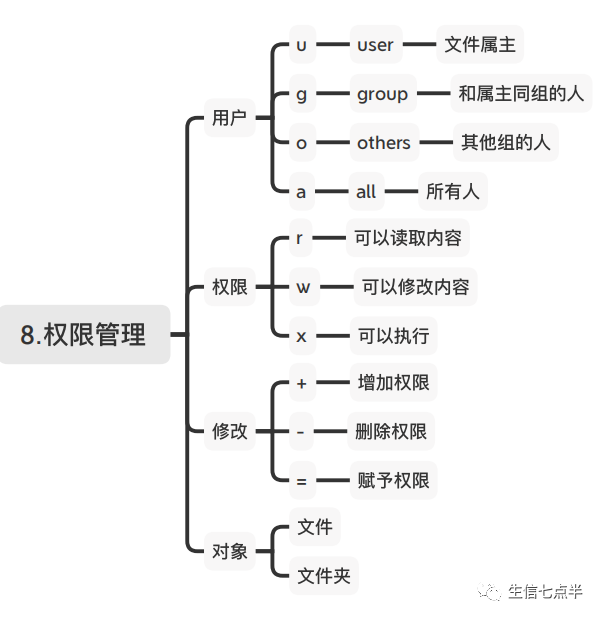 8.权限管理
用户
u user 文件属主
g group 和属主同组的人
o others 其他组的人
a all 所有人
权限
r 可以读取内容
w 可以修改内容
x 可以执行
修改
+ 增加权限
- 删除权限
= 赋予权限
对象
文件
文件夹
生信七点半